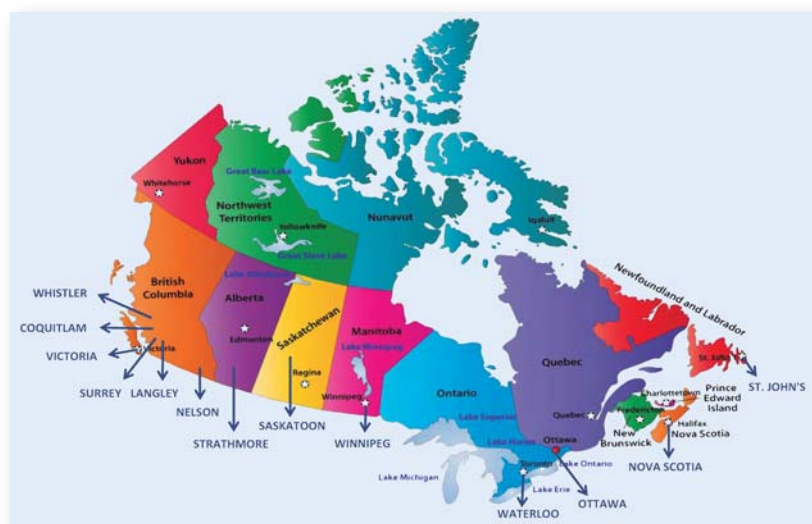 Yukon
Whitehorse
Great Bear Lake
Northwest
Territories
Yellowknife
Great Slave Lake
Nunavut
Iqaluit
British
Columbia
Lake Athabasca
Alberta
Edmonton
Saskatchewan
Regina
Manitoba
Lake Winnipeg
Winnipeg
Newfoundland and Labrador
St. John's
Quebec
Quebec
Ontario
Lake Superior
Lake Huron
Ottawa
Toronto
Lake Ontario
Lake Michigan
Lake Erie
Charlottetown
Prince
Edward
Island
Fredericton
New
Brunswick
Halifax
Nova Scotia
Victoria
WHISTLER
COQUITLAM
VICTORIA
SURREY
LANGLEY
NELSON
STRATHMORE
SASKATOON
WINNIPEG
WATERLOO
OTTAWA
NOVA SCOTIA
ST. JOHN'S